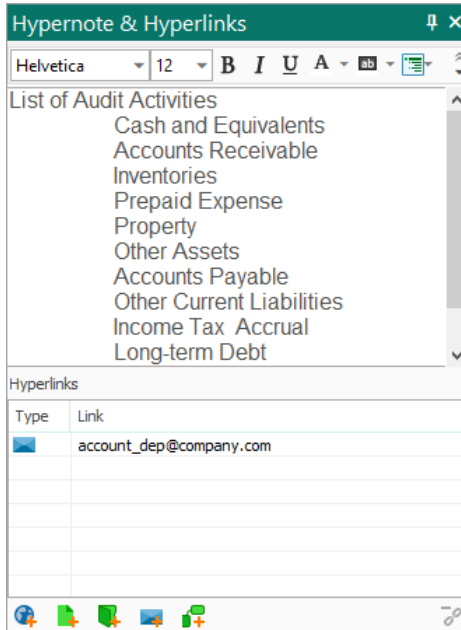 Hypernote & Hyperlinks
Helvetica 12 B I U A ab
List of Audit Activities
Cash and Equivalents
Accounts Receivable
Inventories
Prepaid Expense
Property
Other Assets
Accounts Payable
Other Current Liabilities
Income Tax Accrual
Long-term Debt
Hyperlinks
Type Link
account_dep@company.com